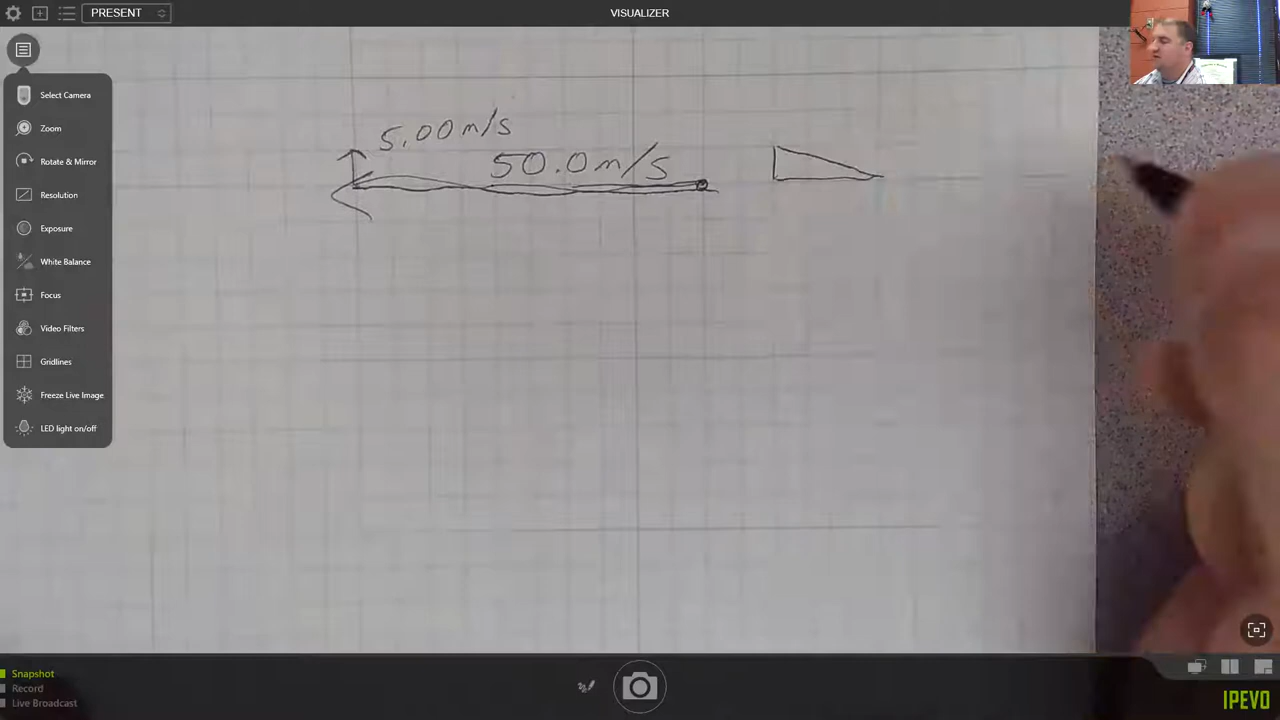 PRESENT
VISUALIZER
Select Camera
Zoom
Rotate & Mirror
Resolution
Exposure
White Balance
Focus
Video Filters
Gridlines
Freeze Live Image
LED light on/off
5.00 m/s
50.0 m/s
Snapshot
Record
Live Broadcast
IPEVO